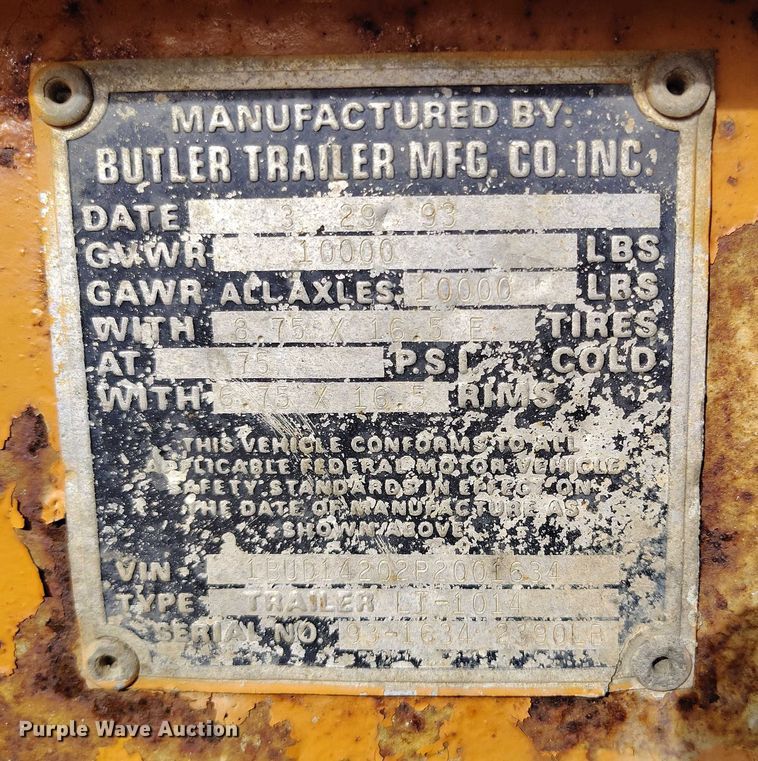 MANUFACTURED BY:
BUTLER TRAILER MFG. CO. INC.
DATE 3 29 93
GVWR 10000 LBS
GAWR ALL AXLES 10000 LBS
WITH 8.75 X 16.5 E TIRES
AT 75 P.S.I. COLD
WITH 6.75 X 16.5 RIMS
THIS VEHICLE CONFORMS TO ALL
APPLICABLE FEDERAL MOTOR VEHICLE
SAFETY STANDARDS IN EFFECT ON
THE DATE OF MANUFACTURE AS
SHOWN ABOVE
VIN 1BUD14202P2001634
TYPE TRAILER LT-1014
SERIAL NO. 93-1634
Purple Wave Auction